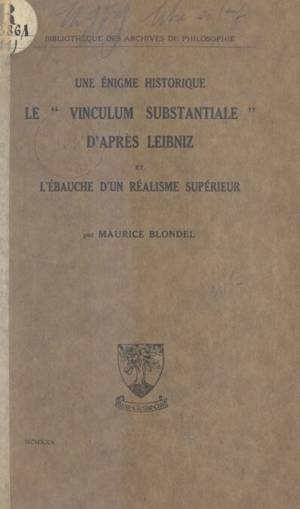 BIBLIOTHÈQUE DES ARCHIVES DE PHILOSOPHIE
UNE ÉNIGME HISTORIQUE
LE “ VINCULUM SUBSTANTIALE ”
D'APRÈS LEIBNIZ
ET
L'ÉBAUCHE D'UN RÉALISME SUPÉRIEUR
par MAURICE BLONDEL
MCMXXX